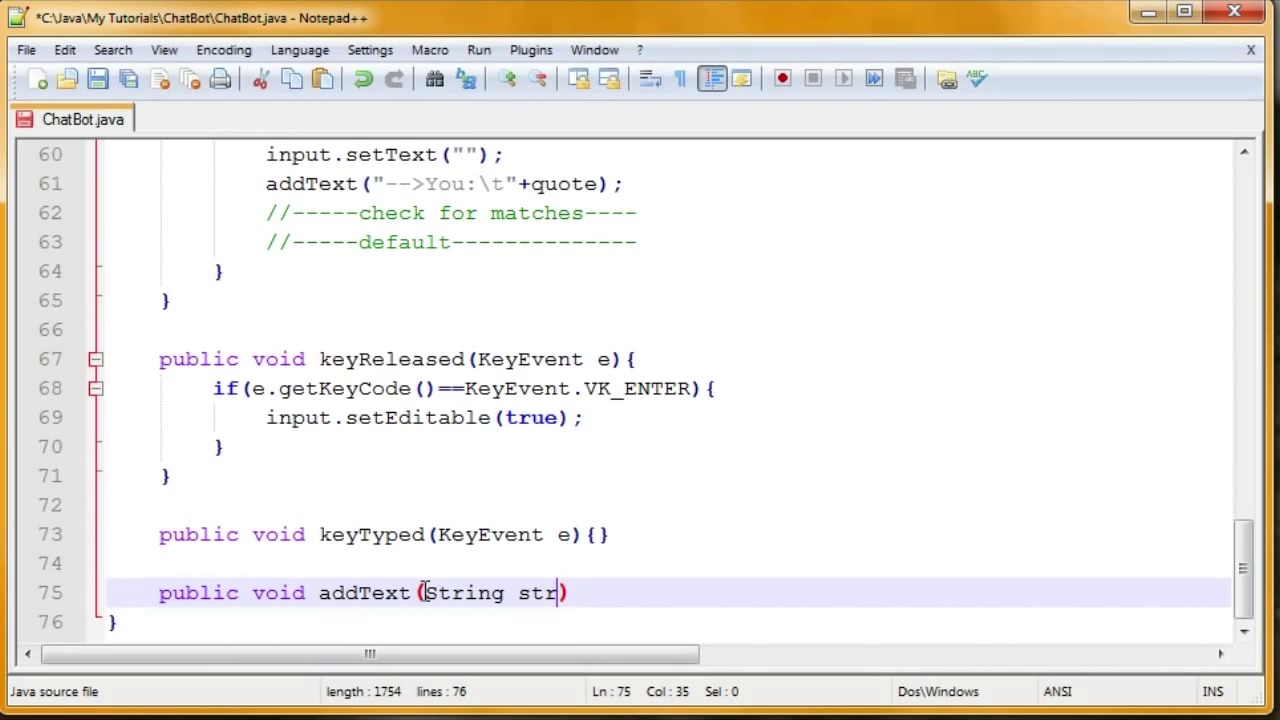 *C:\Java\My Tutorials\ChatBot\ChatBot.java - Notepad++
File Edit Search View Encoding Language Settings Macro Run Plugins Window ? X
ABC
ChatBot.java
60 input.setText("");
61 addText("-->You:\t"+quote);
62 //-----check for matches----
63 //-----default--------------
64 }
65 }
66
67 public void keyReleased(KeyEvent e){
68 if(e.getKeyCode()==KeyEvent.VK_ENTER){
69 input.setEditable(true);
70 }
71 }
72
73 public void keyTyped(KeyEvent e){}
74
75 public void addText(String str)
76 }
Java source file length : 1754 lines : 76 Ln : 75 Col : 35 Sel : 0 Dos\Windows ANSI INS